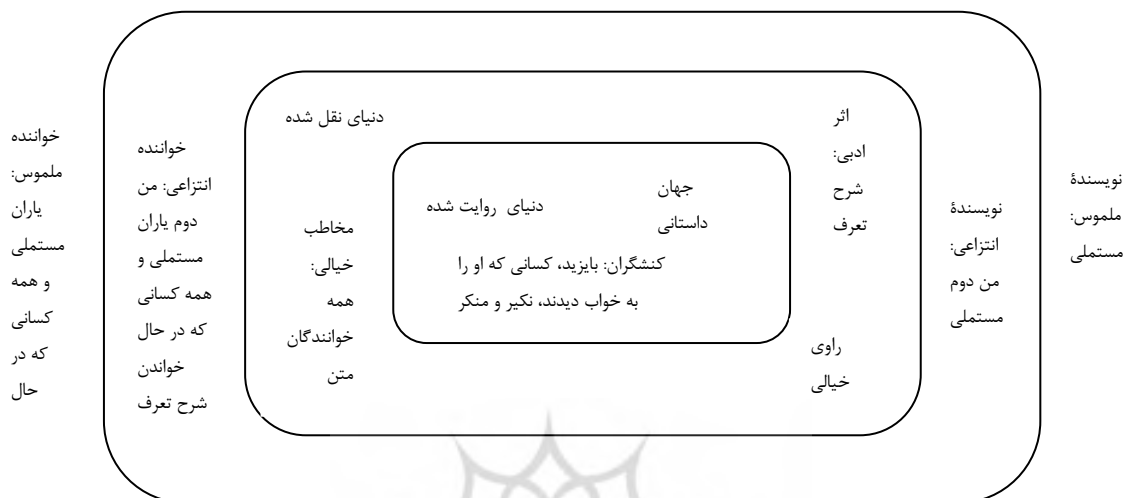 نویسندهٔ
ملموس:
مستملی
نویسندهٔ
انتزاعی:
من دوم
مستملی
اثر
ادبی:
شرح
تعرف
راوی
خیالی
جهان
داستانی
دنیای روایت شده
کنشگران: بایزید، کسانی که او را
به خواب دیدند، نکیر و منکر
دنیای نقل شده
مخاطب
خیالی:
همه
خوانندگان
متن
خواننده
انتزاعی: من
دوم یاران
مستملی و
همه کسانی
که در حال
خواندن
شرح تعرف
خواننده
ملموس:
یاران
مستملی
و همه
کسانی
که در
حال